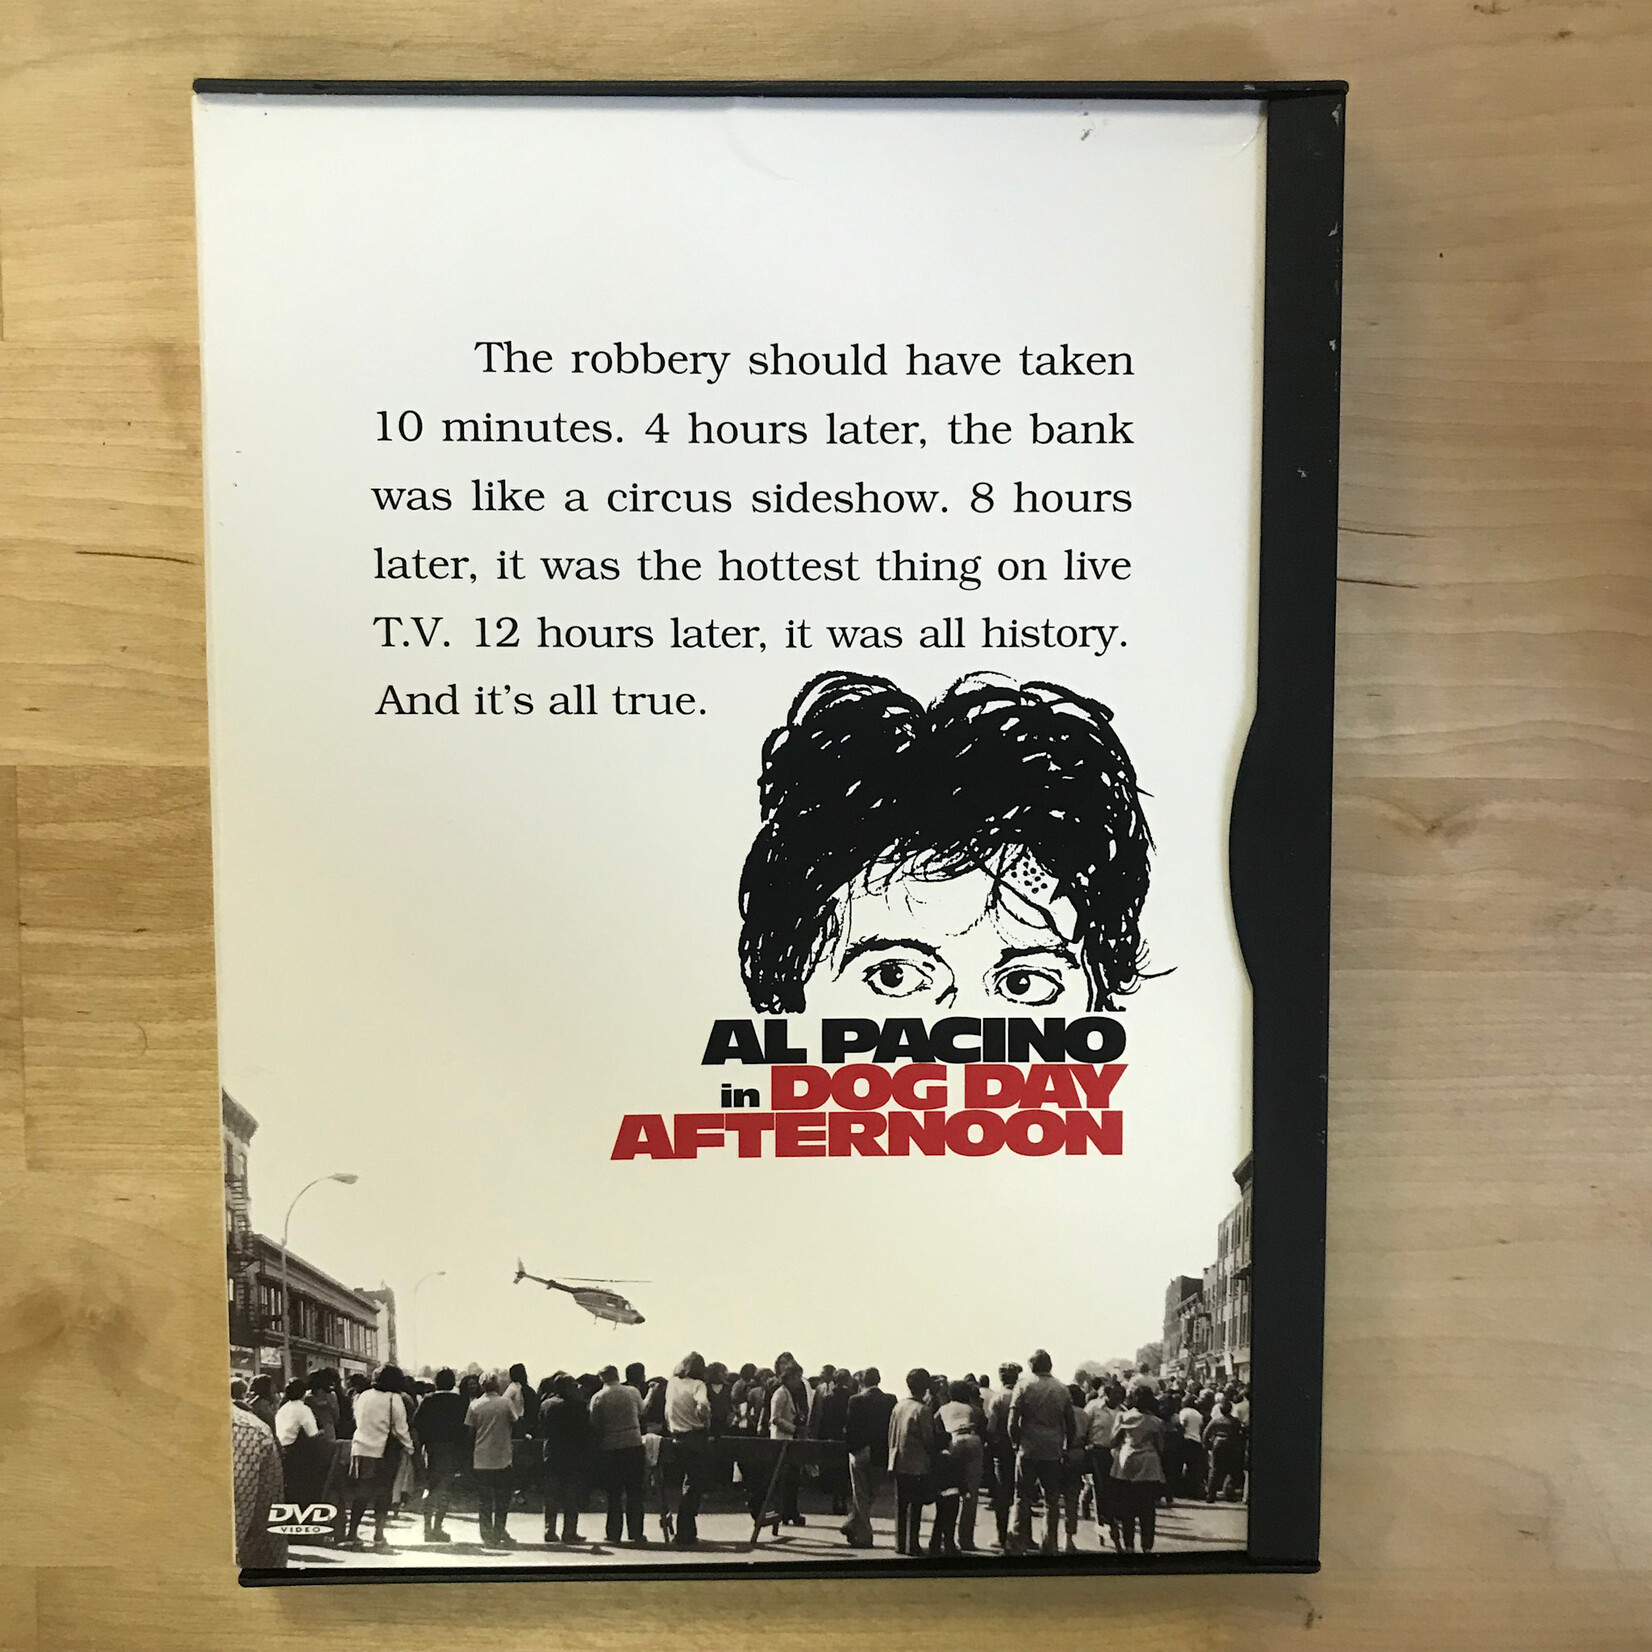 The robbery should have taken
10 minutes. 4 hours later, the bank
was like a circus sideshow. 8 hours
later, it was the hottest thing on live
T.V. 12 hours later, it was all history.
And it's all true.
AL PACINO
in DOG DAY
AFTERNOON
DVD
VIDEO
TM